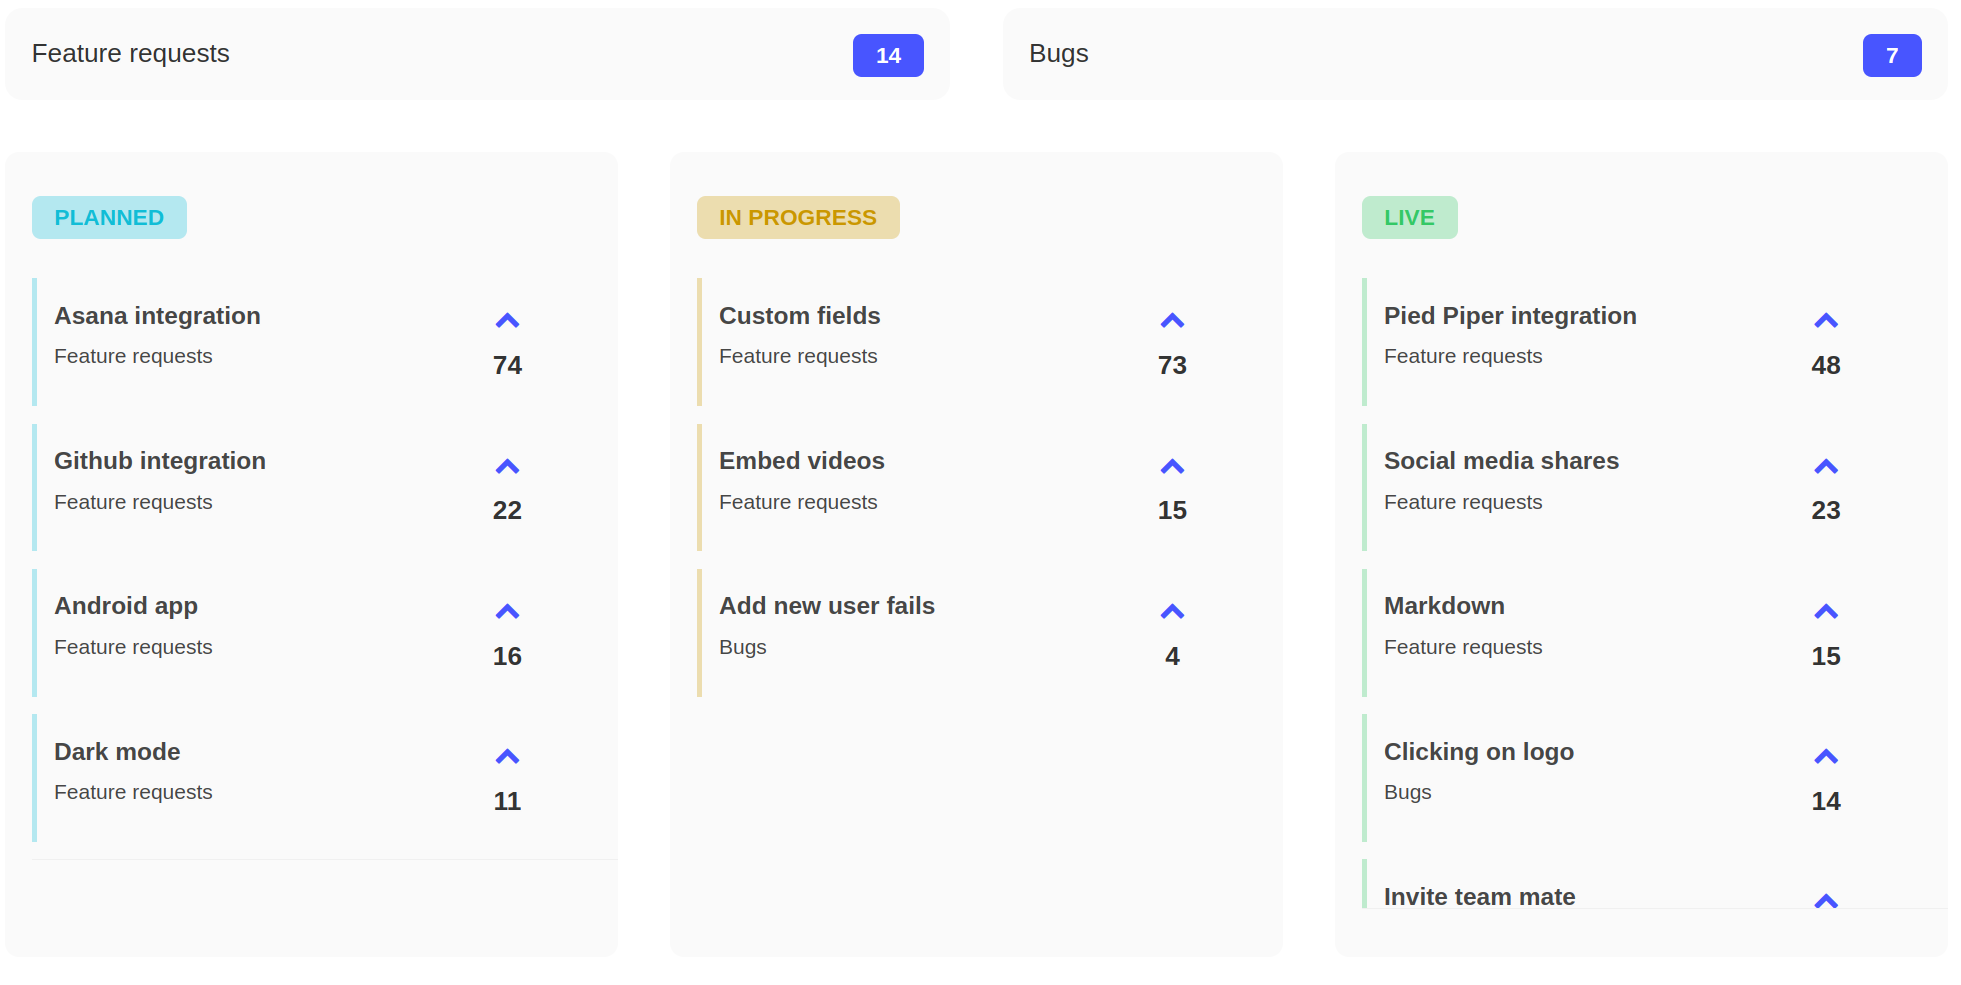 Feature requests
14
Bugs
7
PLANNED
Asana integration
Feature requests
74
Github integration
Feature requests
22
Android app
Feature requests
16
Dark mode
Feature requests
11
IN PROGRESS
Custom fields
Feature requests
73
Embed videos
Feature requests
15
Add new user fails
Bugs
4
LIVE
Pied Piper integration
Feature requests
48
Social media shares
Feature requests
23
Markdown
Feature requests
15
Clicking on logo
Bugs
14
Invite team mate